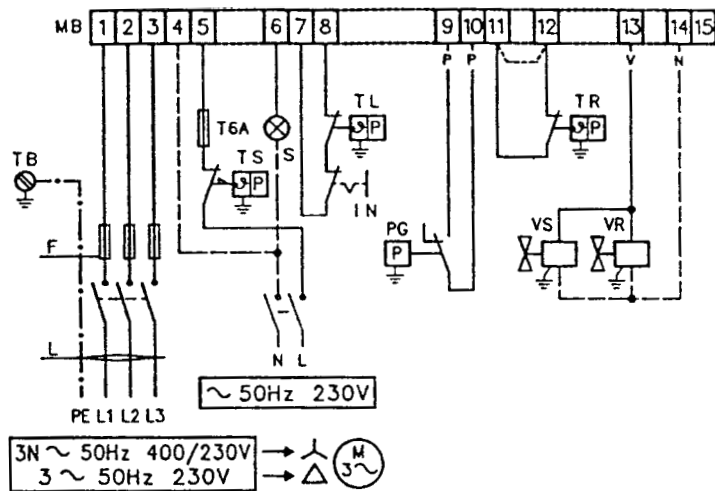 MB 1 2 3 4 5 6 7 8 9 10 11 12 13 14 15
P P V N
T6A S TL P TR P
TB TS P IN
F PG P VS VR
L N L
~ 50Hz 230V
PE L1 L2 L3
3N ~ 50Hz 400/230V M
3 ~ 50Hz 230V 3~